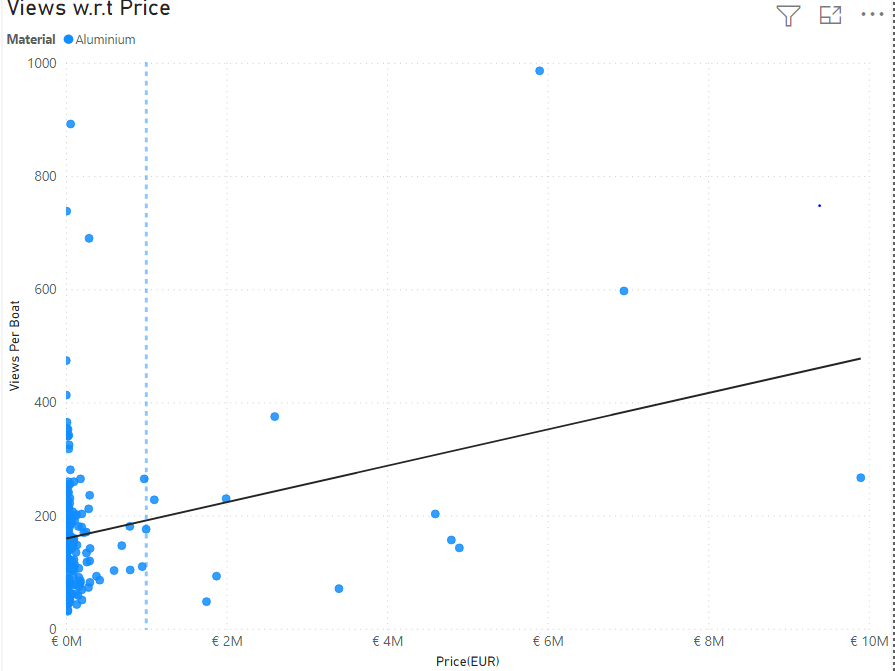 Views w.r.t Price
Material Aluminium
1000
800
600
400
200
0
Views Per Boat
€ 0M € 2M € 4M € 6M € 8M € 10M
Price(EUR)